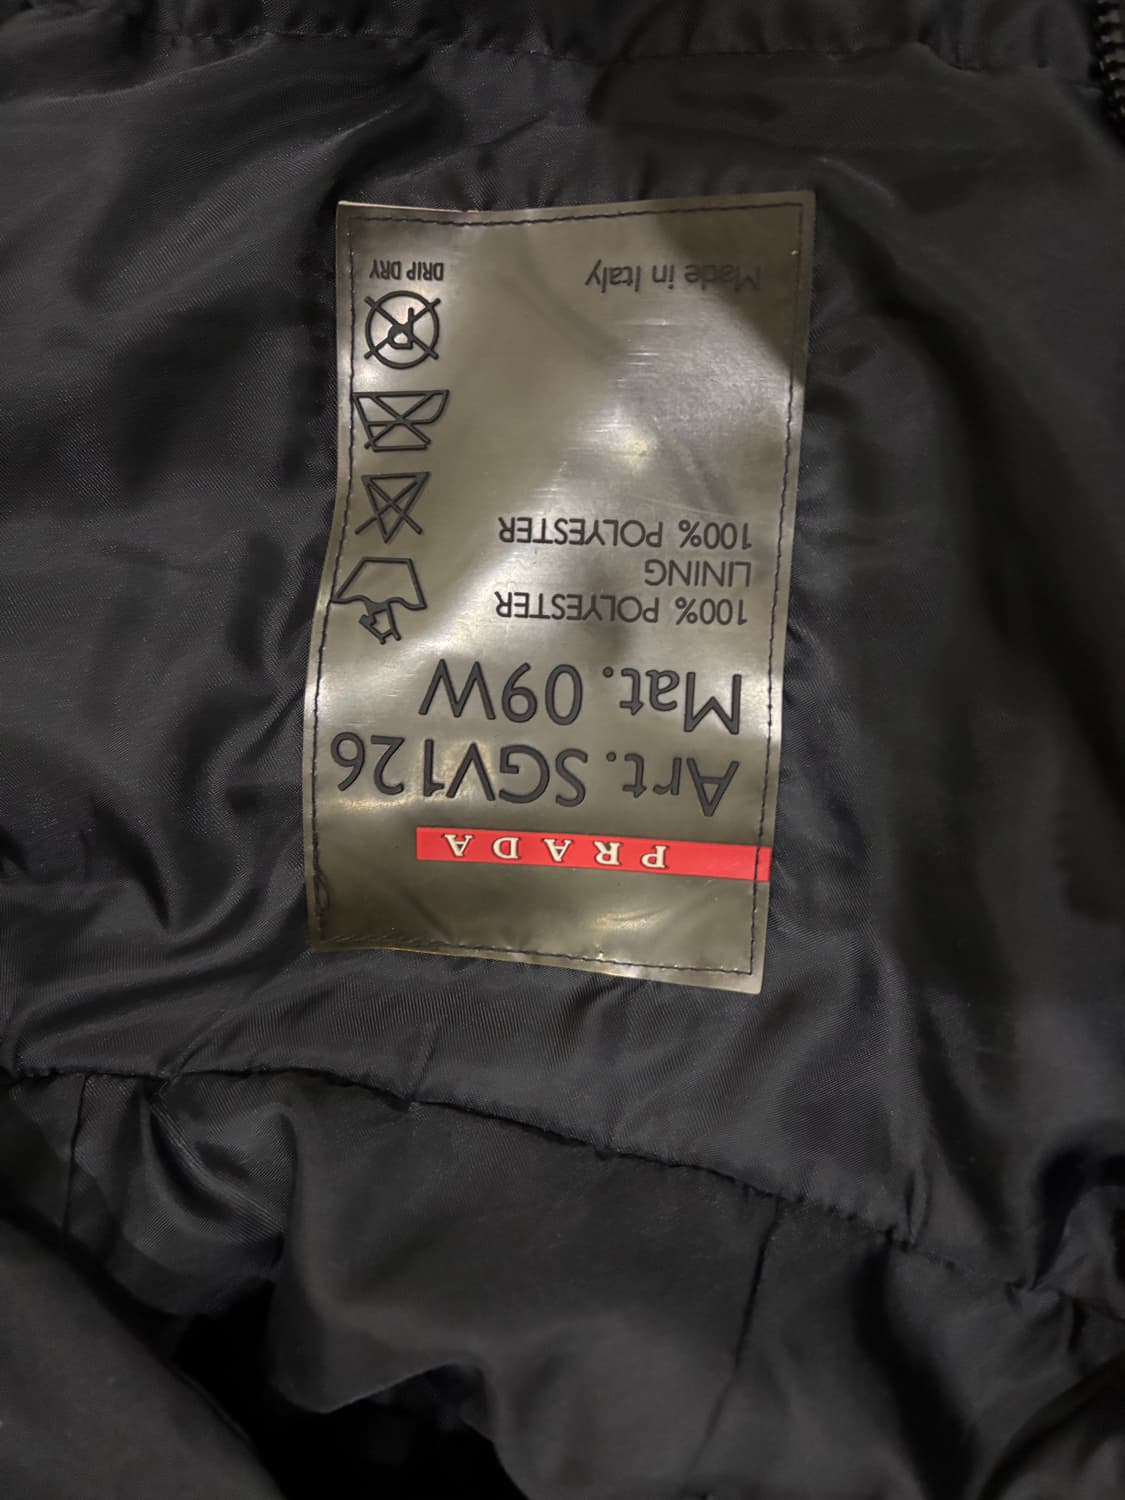 PRADA
Art. SGV126
Mat. 09W
100% POLYESTER
LINING
100% POLYESTER
Made in Italy
DRIP DRY